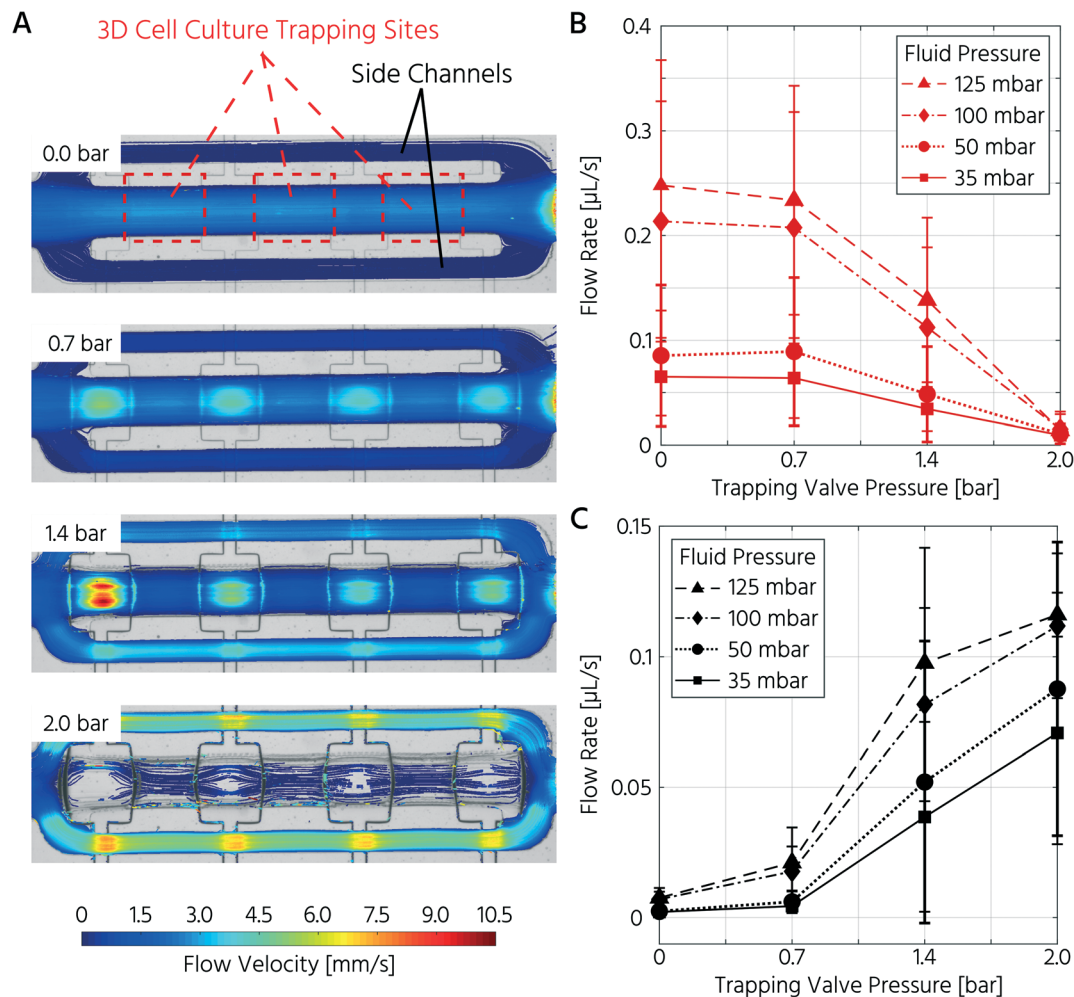 A
3D Cell Culture Trapping Sites
Side Channels
0.0 bar
0.7 bar
1.4 bar
2.0 bar
0 1.5 3.0 4.5 6.0 7.5 9.0 10.5
Flow Velocity [mm/s]
B
0.4
0.3
0.2
0.1
0
Flow Rate [µL/s]
Fluid Pressure
125 mbar
100 mbar
50 mbar
35 mbar
0 0.7 1.4 2.0
Trapping Valve Pressure [bar]
C
0.15
0.1
0.05
0
Flow Rate [µL/s]
Fluid Pressure
125 mbar
100 mbar
50 mbar
35 mbar
0 0.7 1.4 2.0
Trapping Valve Pressure [bar]